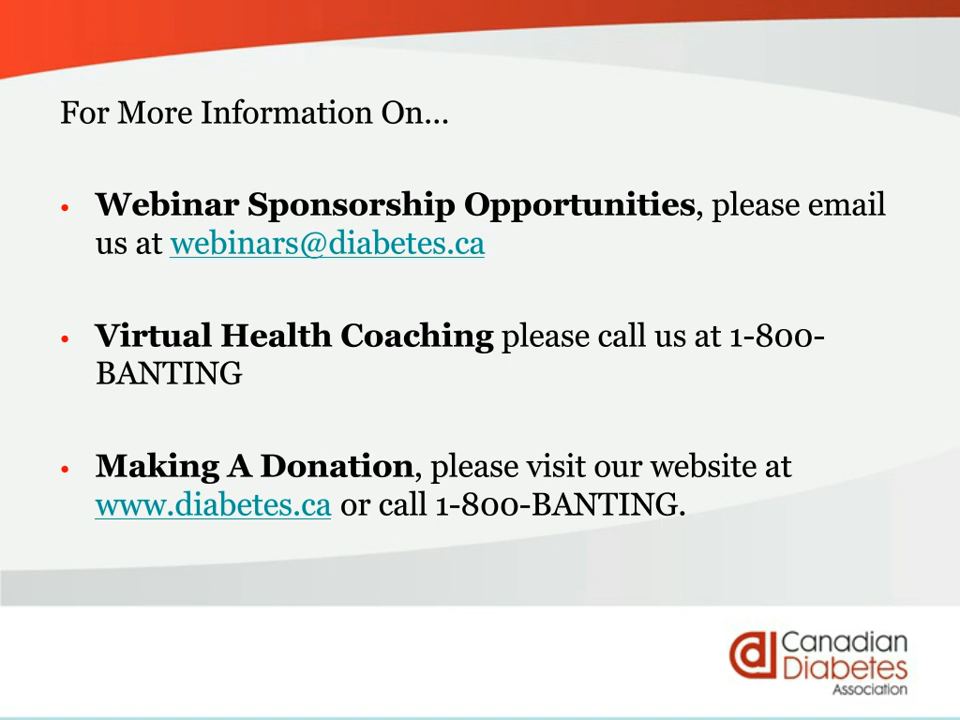 For More Information On...
• Webinar Sponsorship Opportunities, please email
us at webinars@diabetes.ca
• Virtual Health Coaching please call us at 1-800-
BANTING
• Making A Donation, please visit our website at
www.diabetes.ca or call 1-800-BANTING.
Canadian
Diabetes
Association